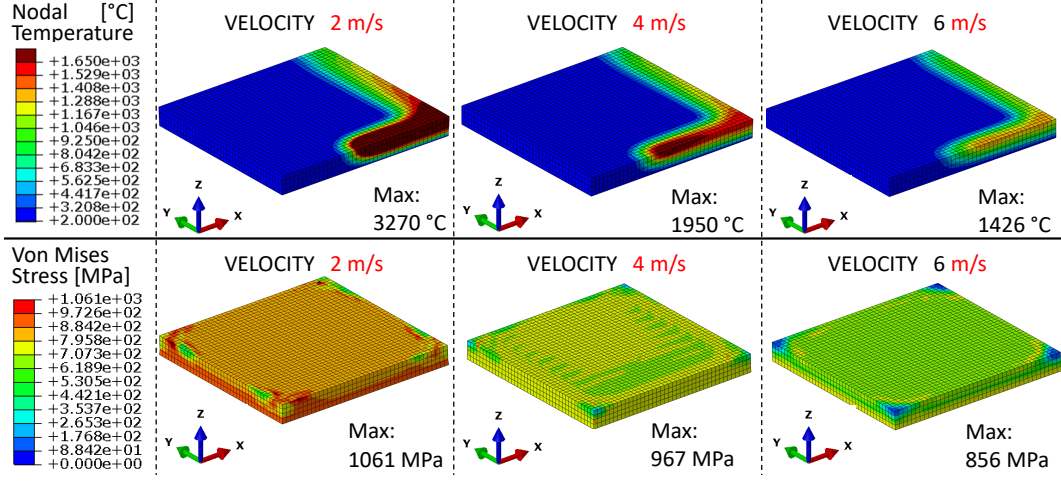 Nodal [°C]
Temperature
+1.650e+03
+1.529e+03
+1.408e+03
+1.288e+03
+1.167e+03
+1.046e+03
+9.250e+02
+8.042e+02
+6.833e+02
+5.625e+02
+4.417e+02
+3.208e+02
+2.000e+02
VELOCITY 2 m/s
Z
Y
X
Max:
3270 °C
VELOCITY 4 m/s
Z
Y
X
Max:
1950 °C
VELOCITY 6 m/s
Z
Y
X
Max:
1426 °C
Von Mises
Stress [MPa]
+1.061e+03
+9.726e+02
+8.842e+02
+7.958e+02
+7.073e+02
+6.189e+02
+5.305e+02
+4.421e+02
+3.537e+02
+2.653e+02
+1.768e+02
+8.842e+01
+0.000e+00
VELOCITY 2 m/s
Z
Y
X
Max:
1061 MPa
VELOCITY 4 m/s
Z
Y
X
Max:
967 MPa
VELOCITY 6 m/s
Z
Y
X
Max:
856 MPa